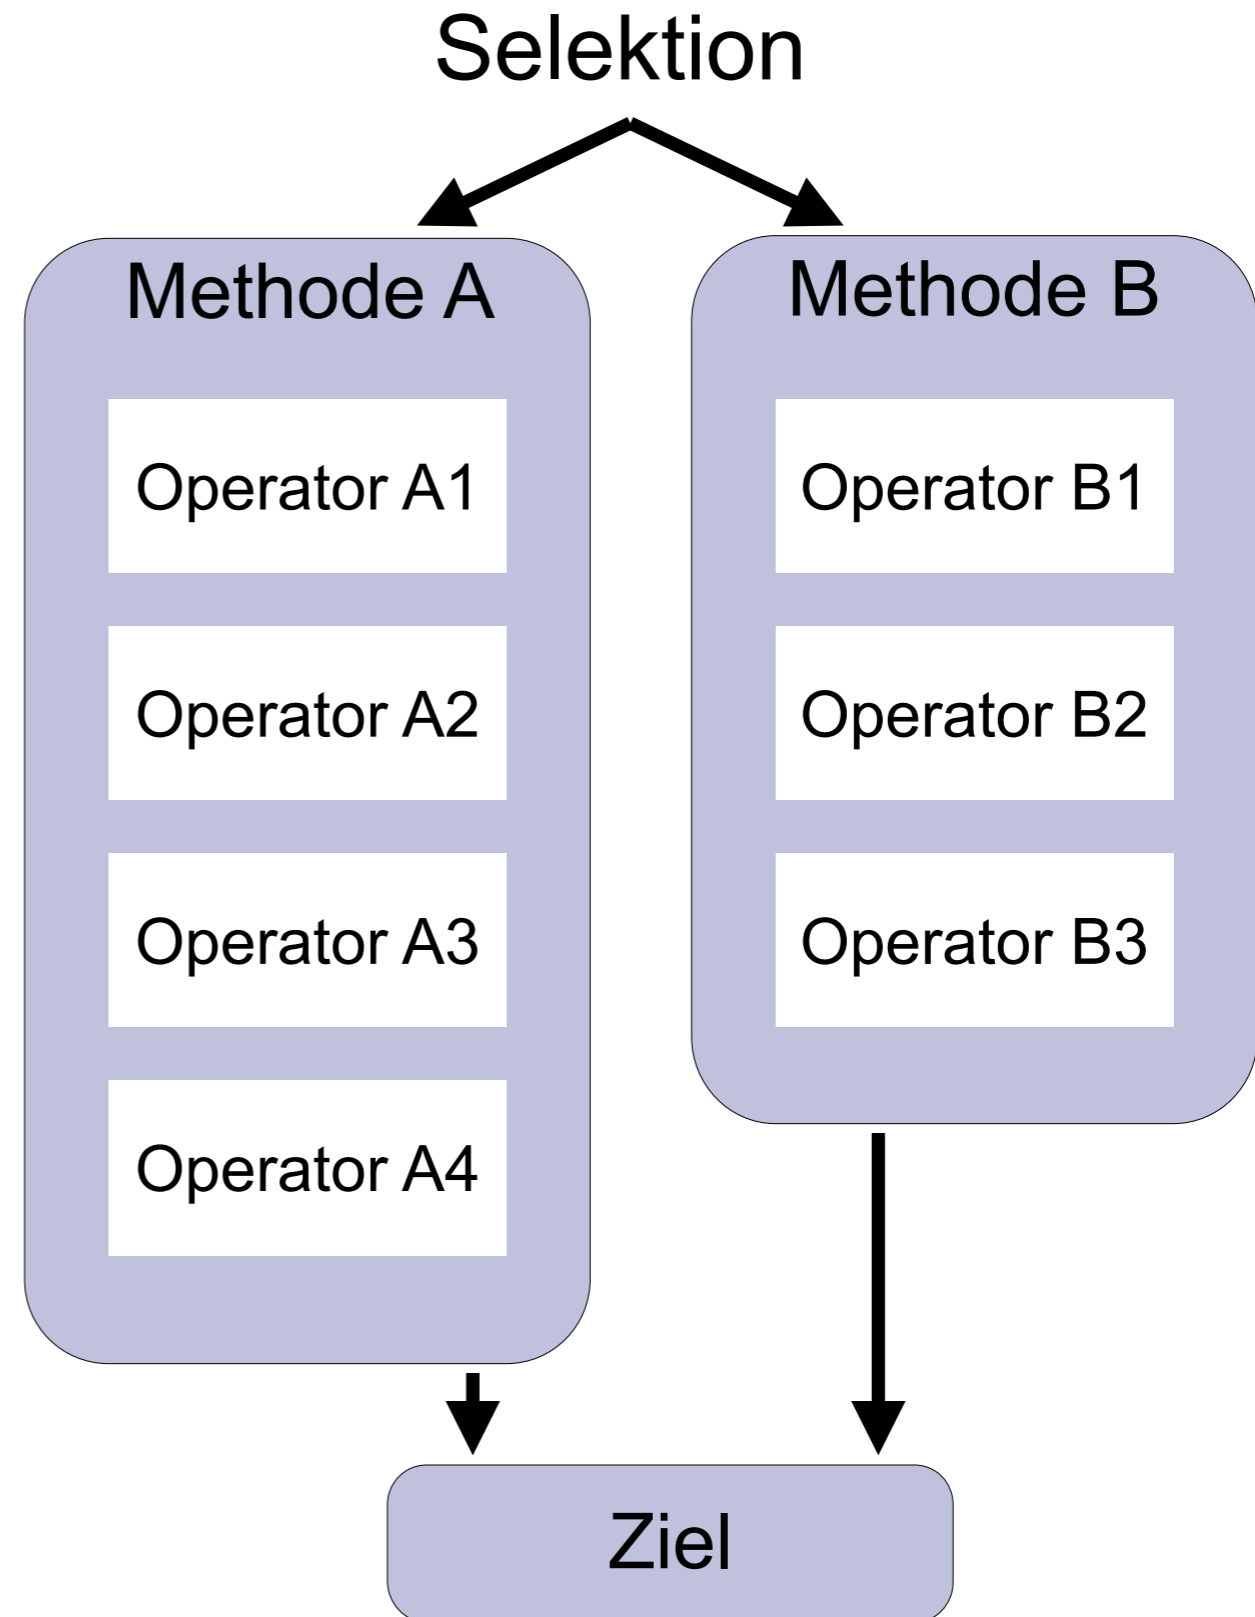 Selektion
Methode A
Operator A1
Operator A2
Operator A3
Operator A4
Methode B
Operator B1
Operator B2
Operator B3
Ziel